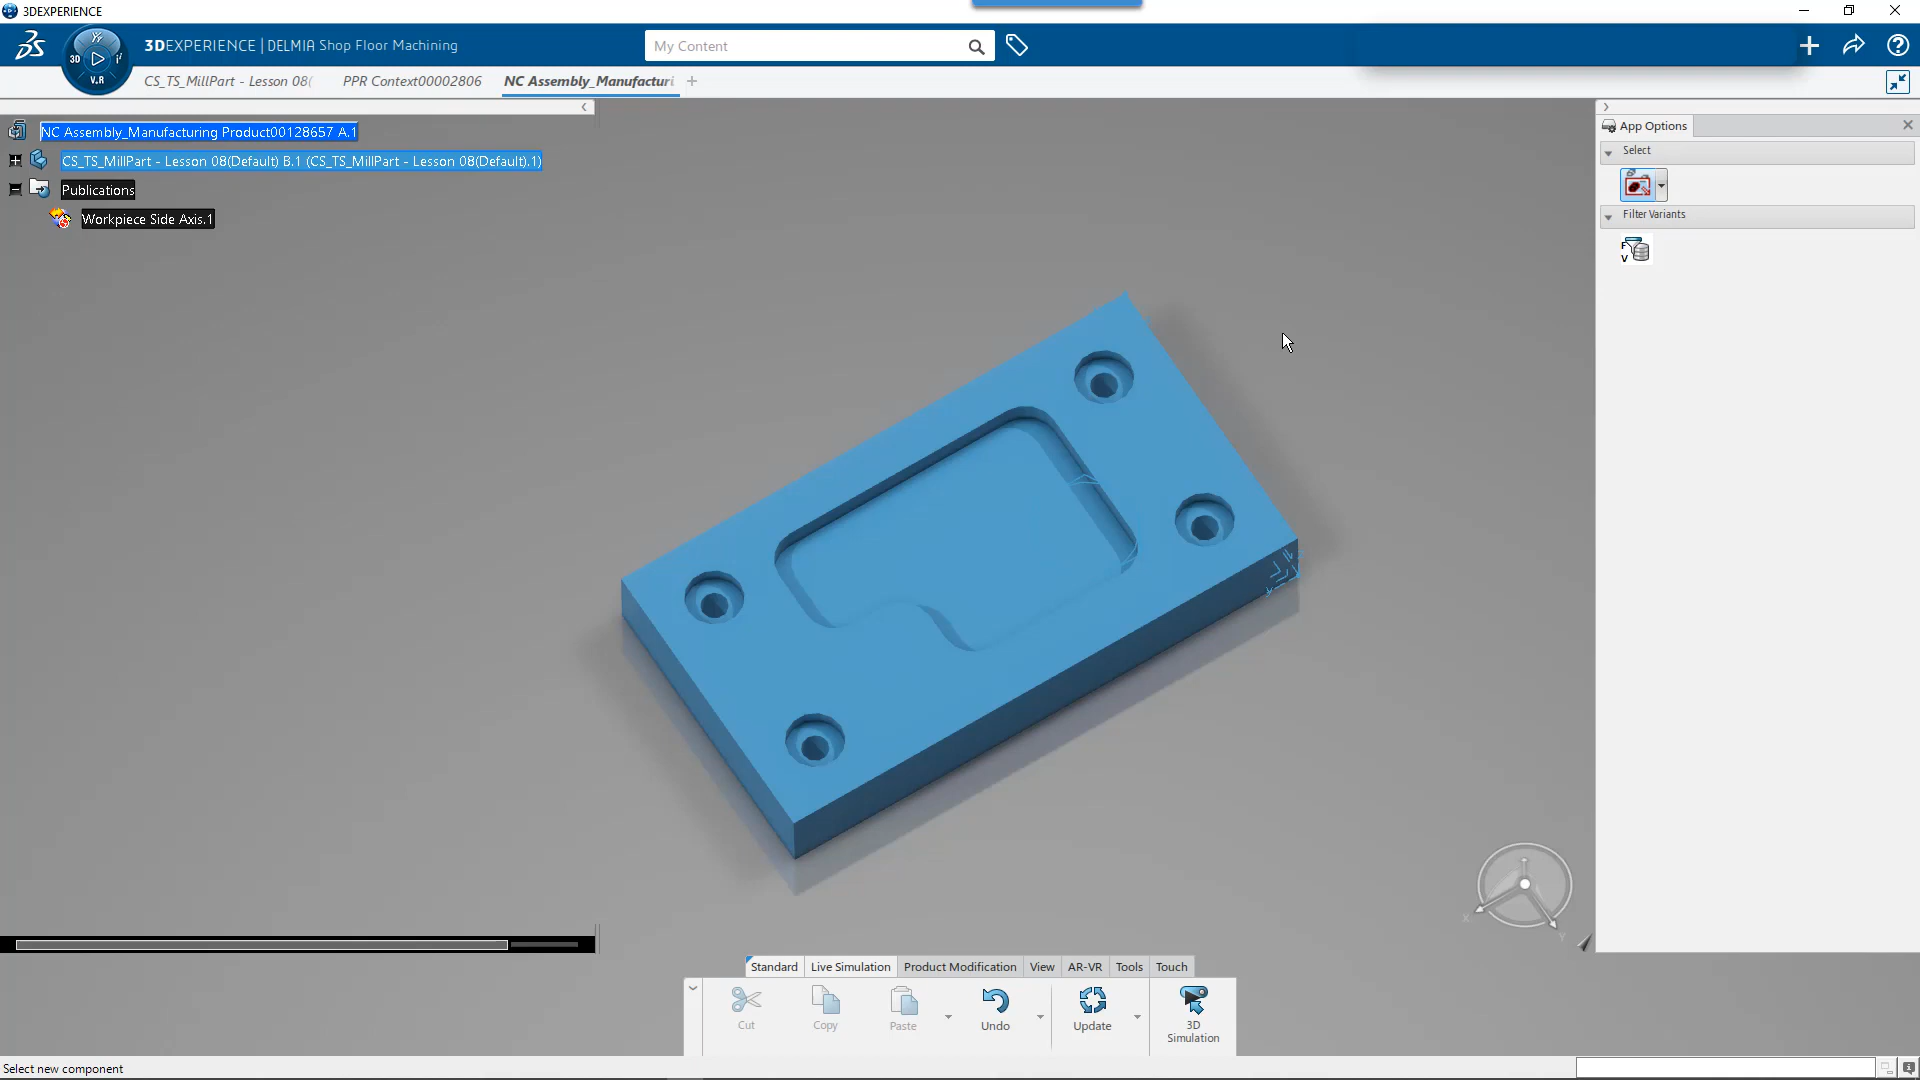 3DEXPERIENCE
3D
V.R
3DEXPERIENCE | DELMIA Shop Floor Machining
My Content
CS_TS_MillPart - Lesson 08(
PPR Context00002806
NC Assembly_Manufacturi
NC Assembly_Manufacturing Product00128657 A.1
CS_TS_MillPart - Lesson 08(Default) B.1 (CS_TS_MillPart - Lesson 08(Default).1)
Publications
Workpiece Side Axis.1
App Options
Select
Filter Variants
F
V
X
Y
Standard
Live Simulation
Product Modification
View
AR-VR
Tools
Touch
Cut
Copy
Paste
Undo
Update
3D
Simulation
Select new component